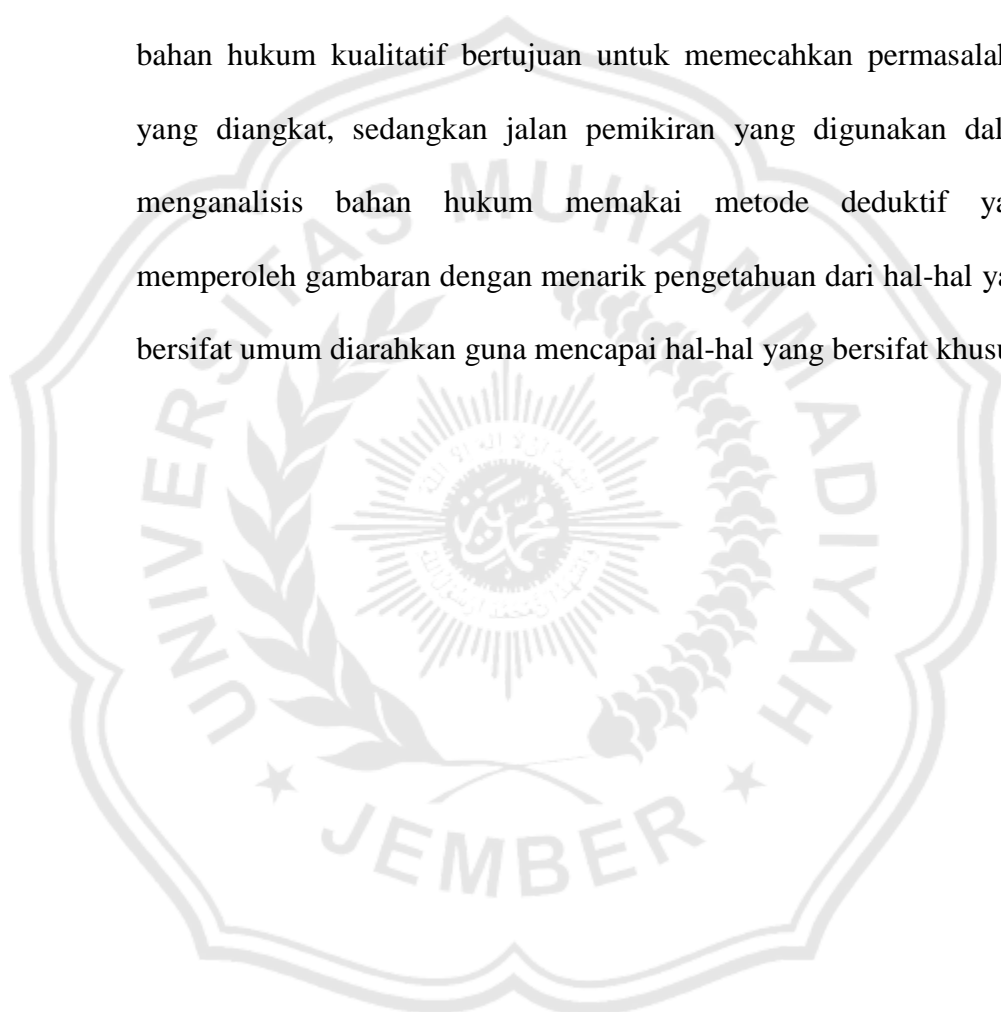 bahan hukum kualitatif bertujuan untuk memecahkan permasalah
yang diangkat, sedangkan jalan pemikiran yang digunakan dal
menganalisis bahan hukum memakai metode deduktif ya
memperoleh gambaran dengan menarik pengetahuan dari hal-hal ya
bersifat umum diarahkan guna mencapai hal-hal yang bersifat khusu
UNIVERSITAS MUHAMMADIYAH
JEMBER